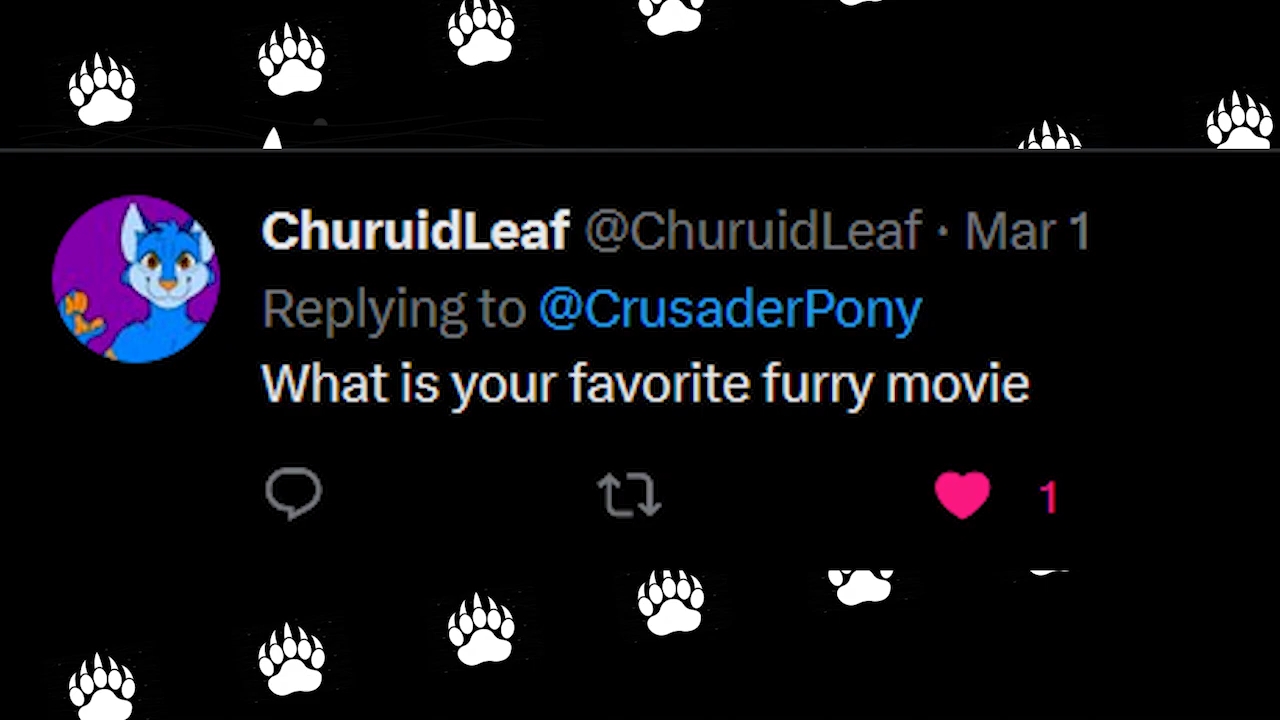 ChuruidLeaf @ChuruidLeaf · Mar 1
Replying to @CrusaderPony
What is your favorite furry movie
1